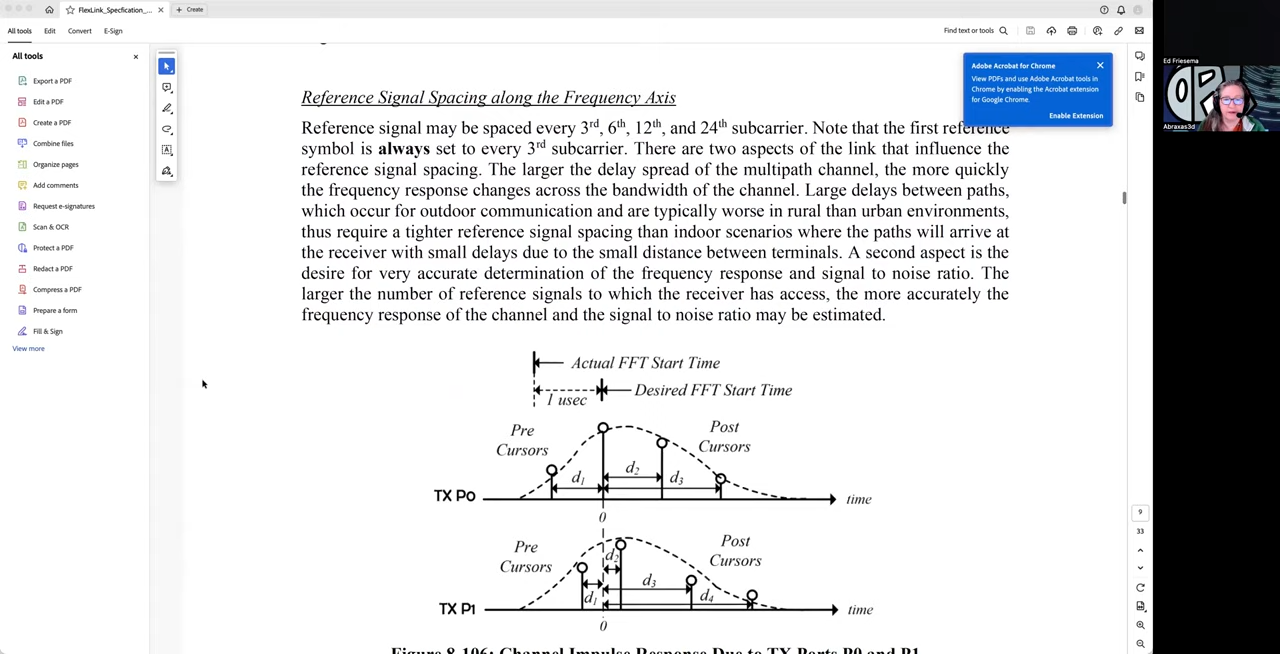 FlexLink_Specfication_...
Create
All tools
Edit
Convert
E-Sign
Find text or tools
All tools
Export a PDF
Edit a PDF
Create a PDF
Combine files
Organize pages
Add comments
Request e-signatures
Scan & OCR
Protect a PDF
Redact a PDF
Compress a PDF
Prepare a form
Fill & Sign
View more
Adobe Acrobat for Chrome
View PDFs and use Adobe Acrobat tools in
Chrome by enabling the Acrobat extension
for Google Chrome.
Enable Extension
Ed Friesema
Abraxas3d
Reference Signal Spacing along the Frequency Axis
Reference signal may be spaced every 3rd, 6th, 12th, and 24th subcarrier. Note that the first reference
symbol is always set to every 3rd subcarrier. There are two aspects of the link that influence the
reference signal spacing. The larger the delay spread of the multipath channel, the more quickly
the frequency response changes across the bandwidth of the channel. Large delays between paths,
which occur for outdoor communication and are typically worse in rural than urban environments,
thus require a tighter reference signal spacing than indoor scenarios where the paths will arrive at
the receiver with small delays due to the small distance between terminals. A second aspect is the
desire for very accurate determination of the frequency response and signal to noise ratio. The
larger the number of reference signals to which the receiver has access, the more accurately the
frequency response of the channel and the signal to noise ratio may be estimated.
Actual FFT Start Time
1 usec
Desired FFT Start Time
Pre
Cursors
Post
Cursors
d1
d2
d3
TX P0
time
0
Pre
Cursors
Post
Cursors
d1
d2
d3
d4
TX P1
time
0
Figure 8-106: Channel Impulse Response Due to TX Ports P0 and P1
9
33